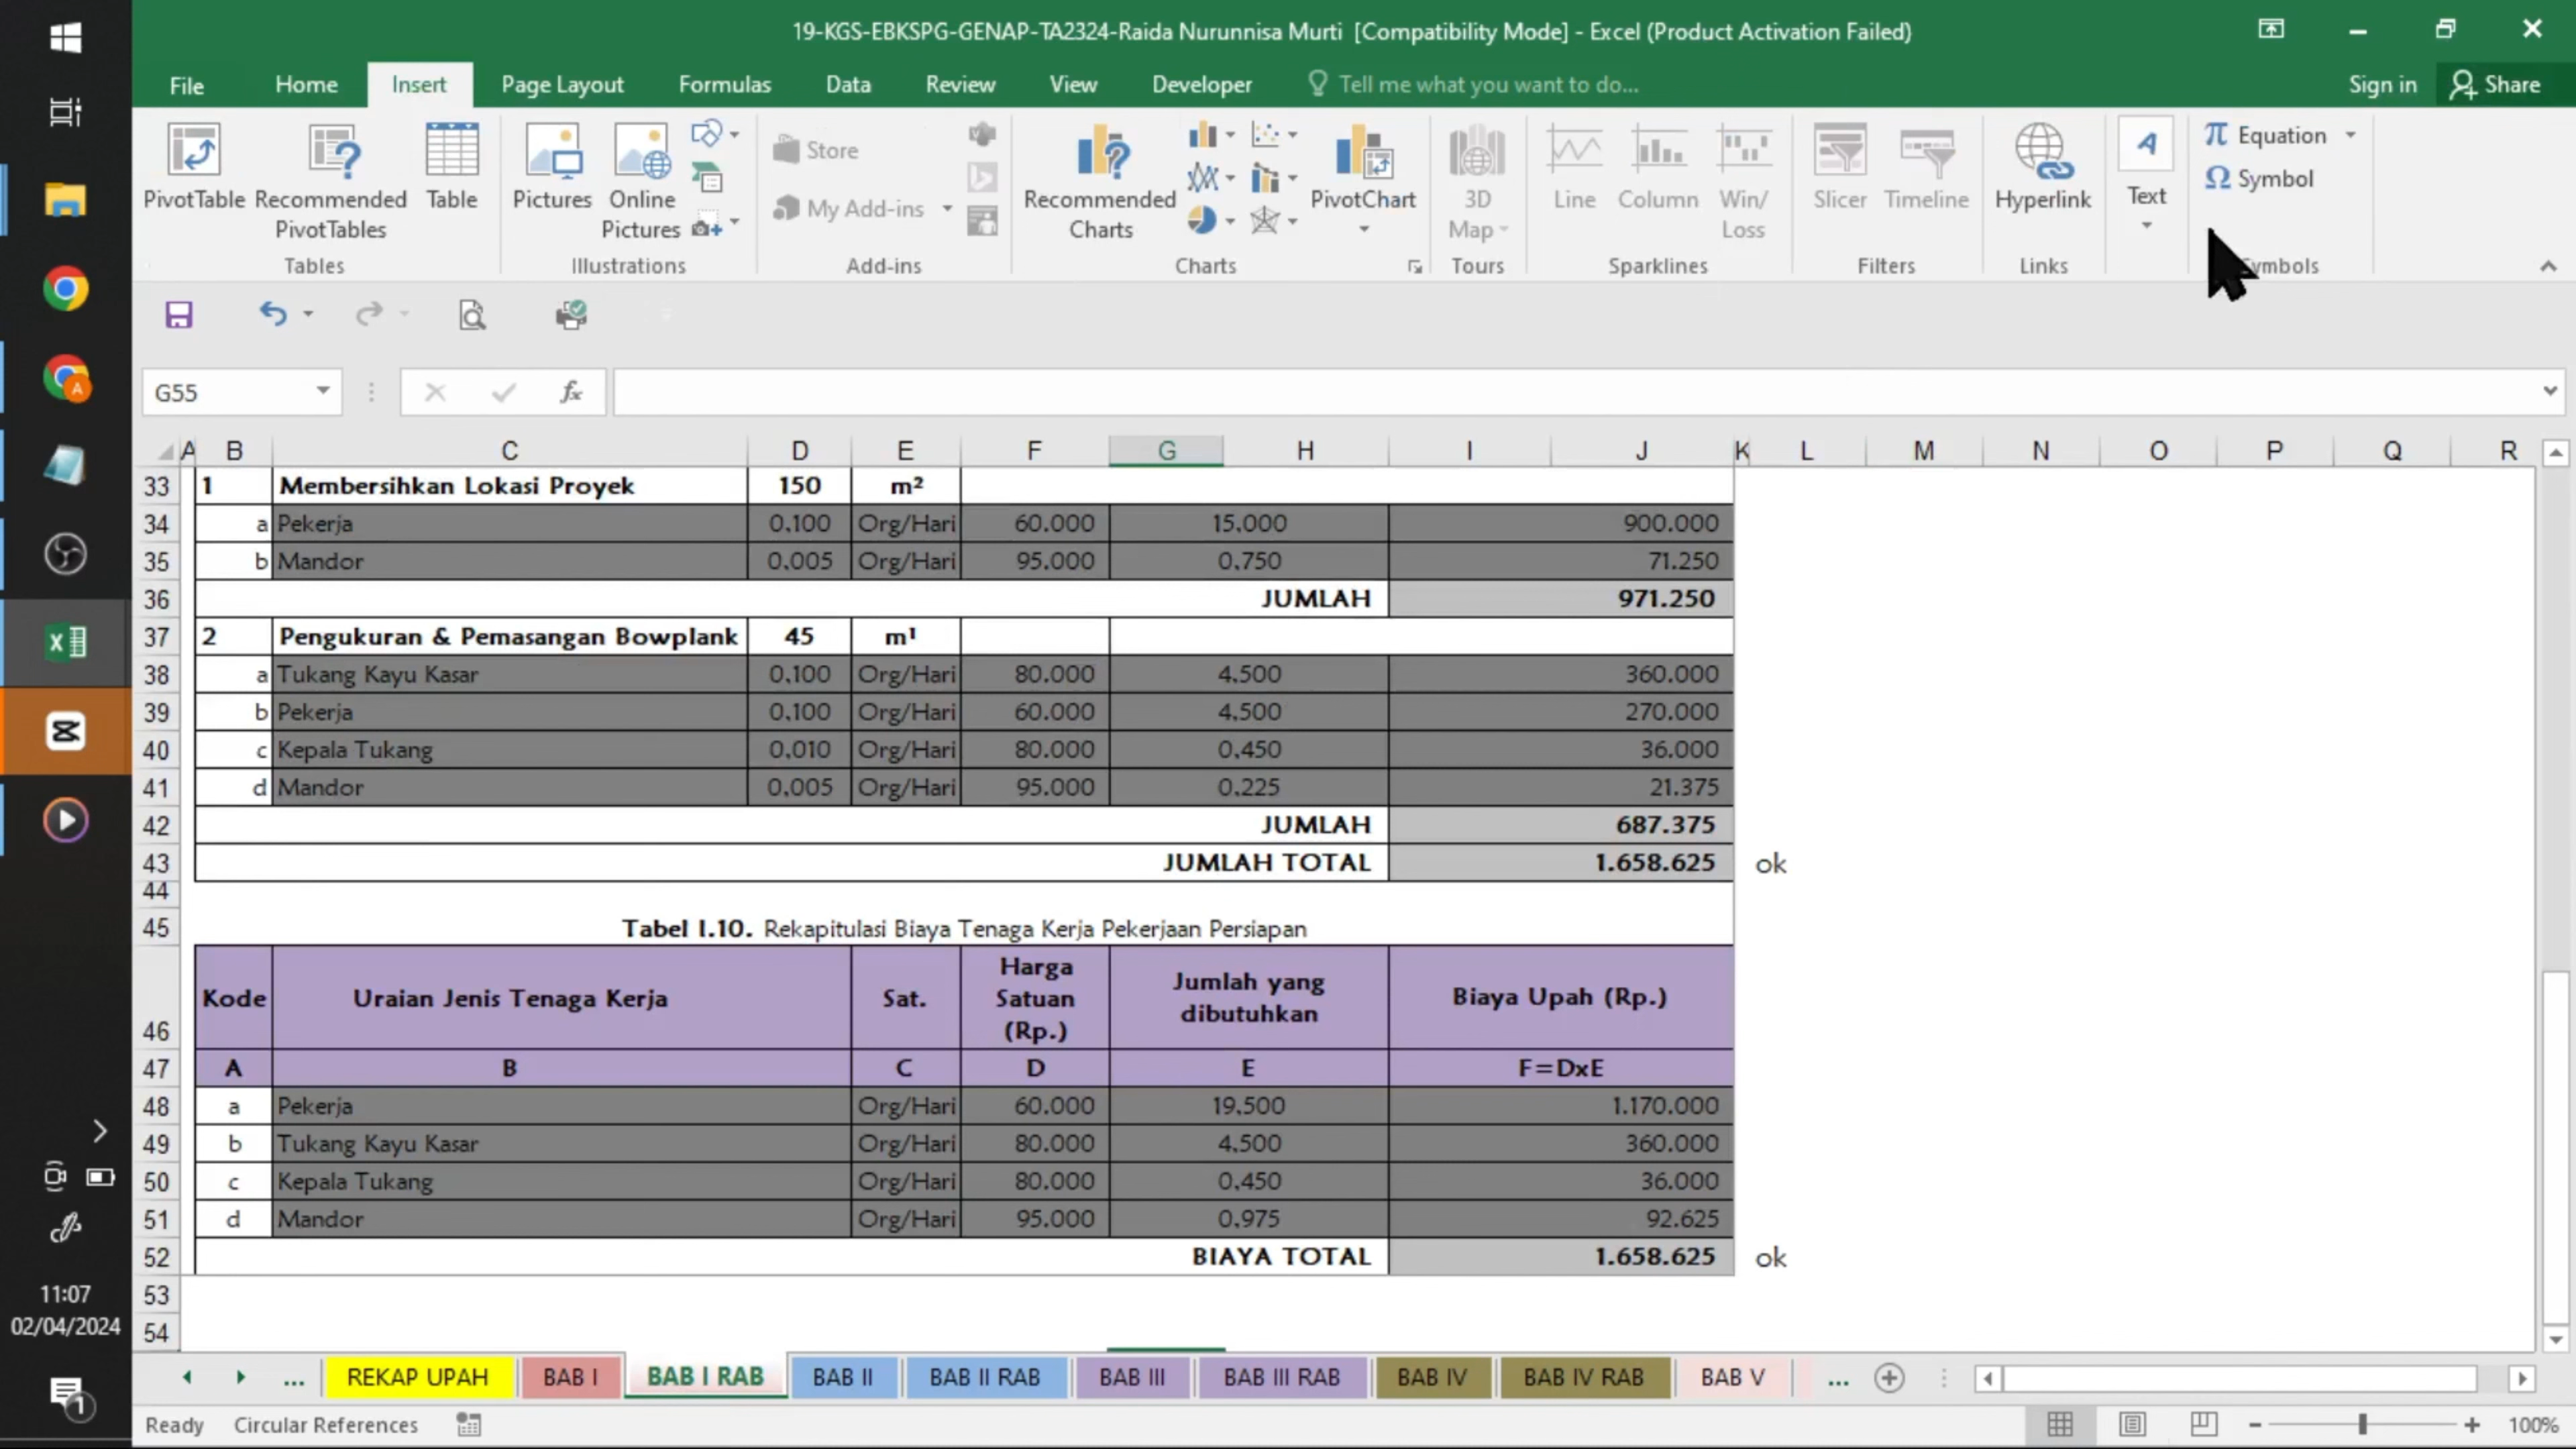 19-KGS-EBKSPG-GENAP-TA2324-Raida Nurunnisa Murti [Compatibility Mode] - Excel (Product Activation Failed)
File Home Insert Page Layout Formulas Data Review View Developer Tell me what you want to do... Sign in Share
PivotTable Recommended PivotTables Table Pictures Online Pictures Store My Add-ins Recommended Charts PivotChart 3D Map Line Column Win/Loss Slicer Timeline Hyperlink Text Equation Symbol
Tables Illustrations Add-ins Charts Tours Sparklines Filters Links ymbols
G55 fx
A B C D E F G H I J K L M N O P Q R
33 1 Membersihkan Lokasi Proyek 150 m²
34 a Pekerja 0,100 Org/Hari 60.000 15,000 900.000
35 b Mandor 0,005 Org/Hari 95.000 0,750 71.250
36 JUMLAH 971.250
37 2 Pengukuran & Pemasangan Bowplank 45 m¹
38 a Tukang Kayu Kasar 0,100 Org/Hari 80.000 4,500 360.000
39 b Pekerja 0,100 Org/Hari 60.000 4,500 270.000
40 c Kepala Tukang 0,010 Org/Hari 80.000 0,450 36.000
41 d Mandor 0,005 Org/Hari 95.000 0,225 21.375
42 JUMLAH 687.375
43 JUMLAH TOTAL 1.658.625 ok
44
45 Tabel I.10. Rekapitulasi Biaya Tenaga Kerja Pekerjaan Persiapan
46 Kode Uraian Jenis Tenaga Kerja Sat. Harga Satuan (Rp.) Jumlah yang dibutuhkan Biaya Upah (Rp.)
47 A B C D E F=DxE
48 a Pekerja Org/Hari 60.000 19,500 1.170.000
49 b Tukang Kayu Kasar Org/Hari 80.000 4,500 360.000
50 c Kepala Tukang Org/Hari 80.000 0,450 36.000
51 d Mandor Org/Hari 95.000 0,975 92.625
52 BIAYA TOTAL 1.658.625 ok
53
54
... REKAP UPAH BAB I BAB I RAB BAB II BAB II RAB BAB III BAB III RAB BAB IV BAB IV RAB BAB V ...
Ready Circular References 100%
11:07
02/04/2024
1